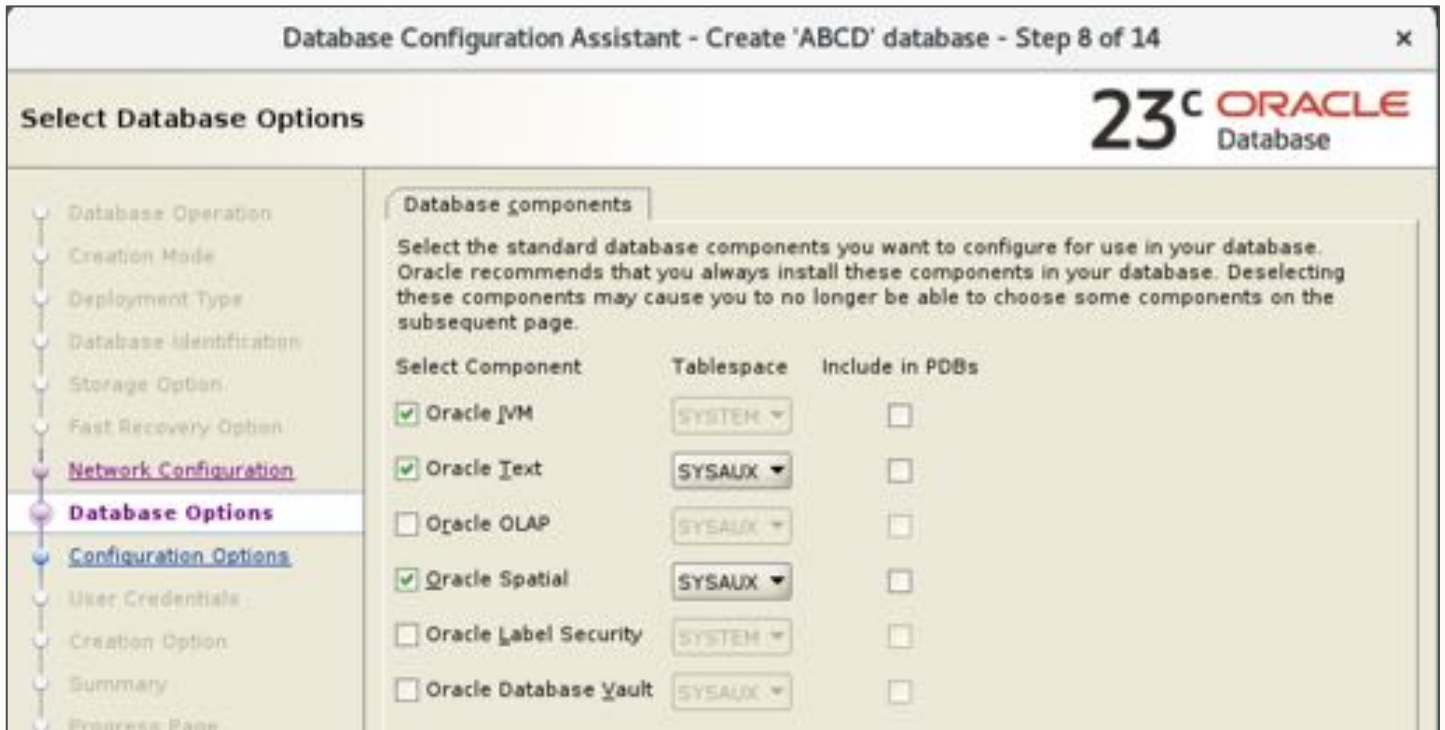 Database Configuration Assistant - Create 'ABCD' database - Step 8 of 14
Select Database Options
23c ORACLE
Database
Database Operation
Creation Mode
Deployment Type
Database Identification
Storage Option
Fast Recovery Option
Network Configuration
Database Options
Configuration Options
User Credentials
Creation Option
Summary
Progress Page
Database components
Select the standard database components you want to configure for use in your database.
Oracle recommends that you always install these components in your database. Deselecting
these components may cause you to no longer be able to choose some components on the
subsequent page.
Select Component Tablespace Include in PDBs
Oracle JVM SYSTEM
Oracle Text SYSAUX
Oracle OLAP SYSAUX
Oracle Spatial SYSAUX
Oracle Label Security SYSTEM
Oracle Database Vault SYSAUX